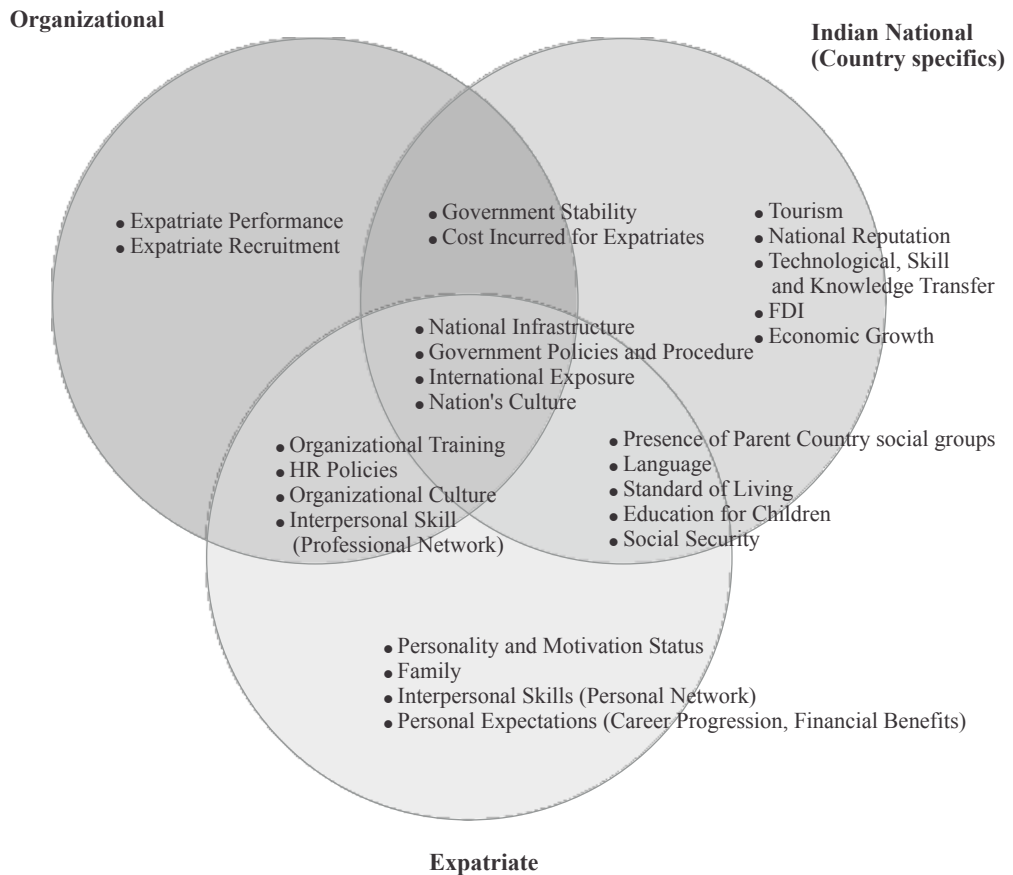 Organizational
Indian National
(Country specifics)
• Expatriate Performance
• Expatriate Recruitment
• Government Stability
• Cost Incurred for Expatriates
• Tourism
• National Reputation
• Technological, Skill
and Knowledge Transfer
• FDI
• Economic Growth
• National Infrastructure
• Government Policies and Procedure
• International Exposure
• Nation's Culture
• Organizational Training
• HR Policies
• Organizational Culture
• Interpersonal Skill
(Professional Network)
• Presence of Parent Country social groups
• Language
• Standard of Living
• Education for Children
• Social Security
• Personality and Motivation Status
• Family
• Interpersonal Skills (Personal Network)
• Personal Expectations (Career Progression, Financial Benefits)
Expatriate